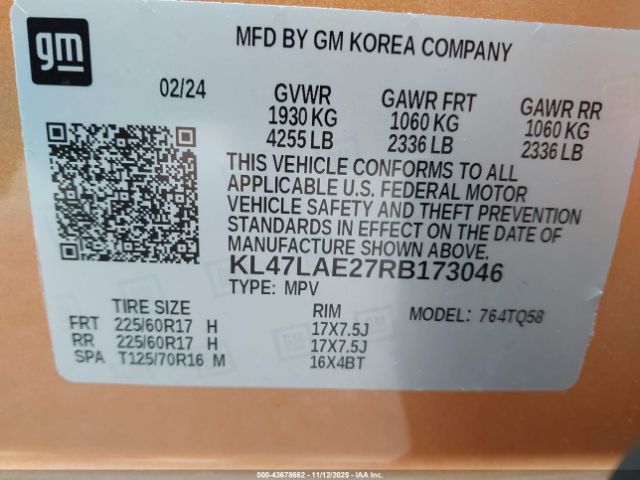 gm
MFD BY GM KOREA COMPANY
02/24
GVWR GAWR FRT GAWR RR
1930 KG 1060 KG 1060 KG
4255 LB 2336 LB 2336 LB
THIS VEHICLE CONFORMS TO ALL
APPLICABLE U.S. FEDERAL MOTOR
VEHICLE SAFETY AND THEFT PREVENTION
STANDARDS IN EFFECT ON THE DATE OF
MANUFACTURE SHOWN ABOVE.
KL47LAE27RB173046
TYPE: MPV
TIRE SIZE RIM MODEL: 764TQ58
FRT 225/60R17 H 17X7.5J
RR 225/60R17 H 17X7.5J
SPA T125/70R16 M 16X4BT
000-43678662 - 11/12/2025 - IAAI.COM